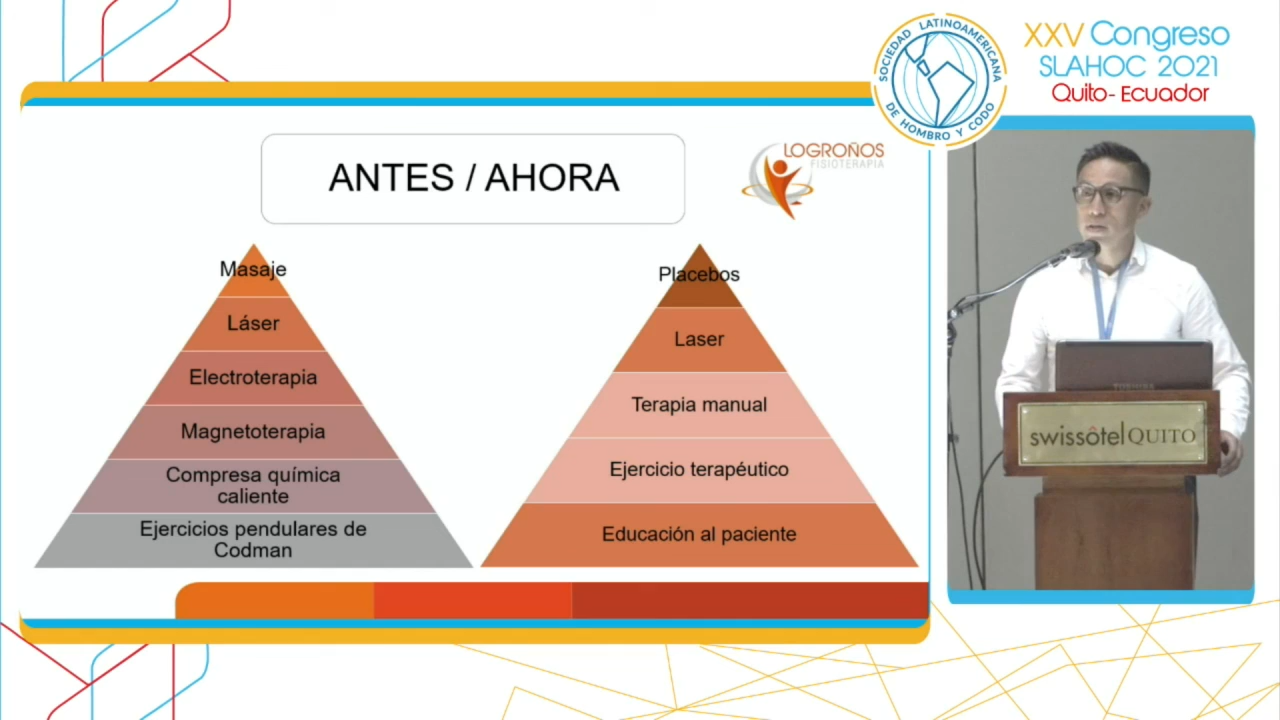 SOCIEDAD LATINOAMERICANA
DE HOMBRO Y CODO
XXV Congreso
SLAHOC 2021
Quito- Ecuador
ANTES / AHORA
LOGROÑOS
FISIOTERAPIA
Masaje
Láser
Electroterapia
Magnetoterapia
Compresa química
caliente
Ejercicios pendulares de
Codman
Placebos
Laser
Terapia manual
Ejercicio terapéutico
Educación al paciente
TOSHIBA
swissôtel QUITO